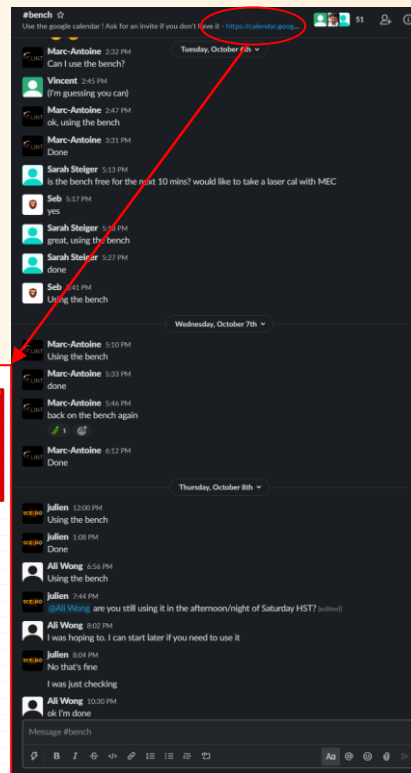 #bench ☆
Use the google calendar ! Ask for an invite if you don't have it - https://calendar.goog...
51
Tuesday, October 6th
Marc-Antoine 2:32 PM
Can I use the bench?
Vincent 2:45 PM
(I'm guessing you can)
Marc-Antoine 2:47 PM
ok, using the bench
Marc-Antoine 3:31 PM
Done
Sarah Steiger 5:13 PM
is the bench free for the next 10 mins? would like to take a laser cal with MEC
Seb 5:17 PM
yes
Sarah Steiger 5:18 PM
great, using the bench
Sarah Steiger 5:27 PM
done
Seb 5:41 PM
Using the bench
Wednesday, October 7th
Marc-Antoine 5:10 PM
Using the bench
Marc-Antoine 5:33 PM
done
Marc-Antoine 5:46 PM
back on the bench again
1
Marc-Antoine 6:12 PM
Done
Thursday, October 8th
julien 12:00 PM
Using the bench
julien 1:08 PM
Done
Ali Wong 6:56 PM
Using the bench
julien 7:44 PM
@Ali Wong are you still using it in the afternoon/night of Saturday HST? (edited)
Ali Wong 8:02 PM
I was hoping to. I can start later if you need to use it
julien 8:04 PM
No that's fine
I was just checking
Ali Wong 10:30 PM
ok I'm done
Message #bench
B I Aa @